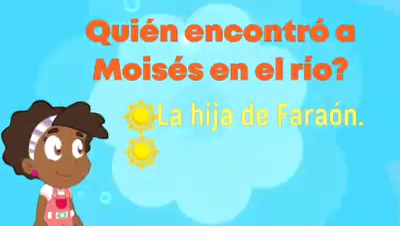 Quién encontró a
Moisés en el río?
La hija de Faraón.